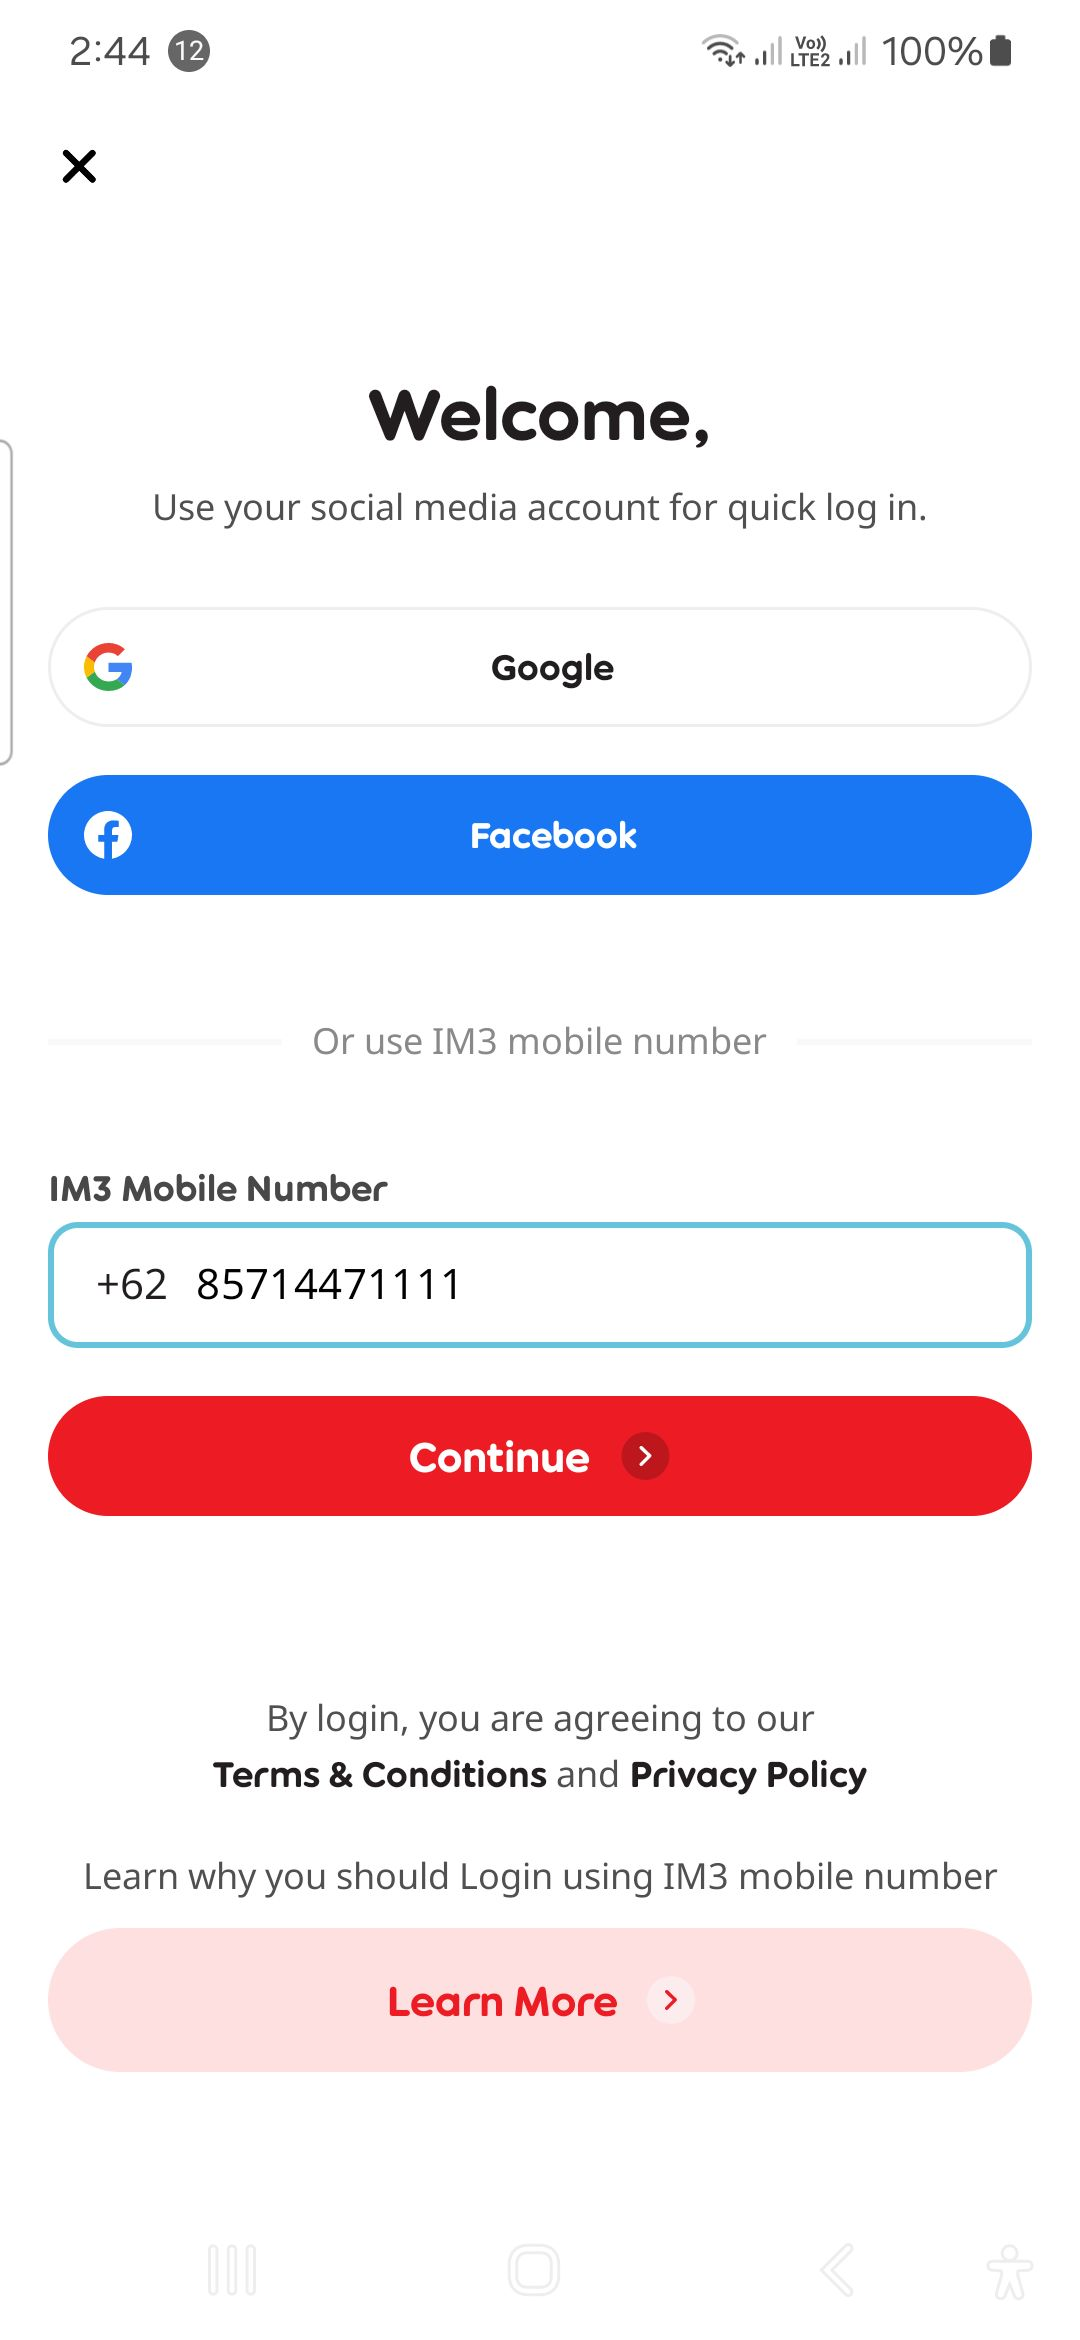 2:44 12 Vo)) LTE2 100%
Welcome,
Use your social media account for quick log in.
Google
Facebook
Or use IM3 mobile number
IM3 Mobile Number
+62 85714471111
Continue
By login, you are agreeing to our
Terms & Conditions and Privacy Policy
Learn why you should Login using IM3 mobile number
Learn More